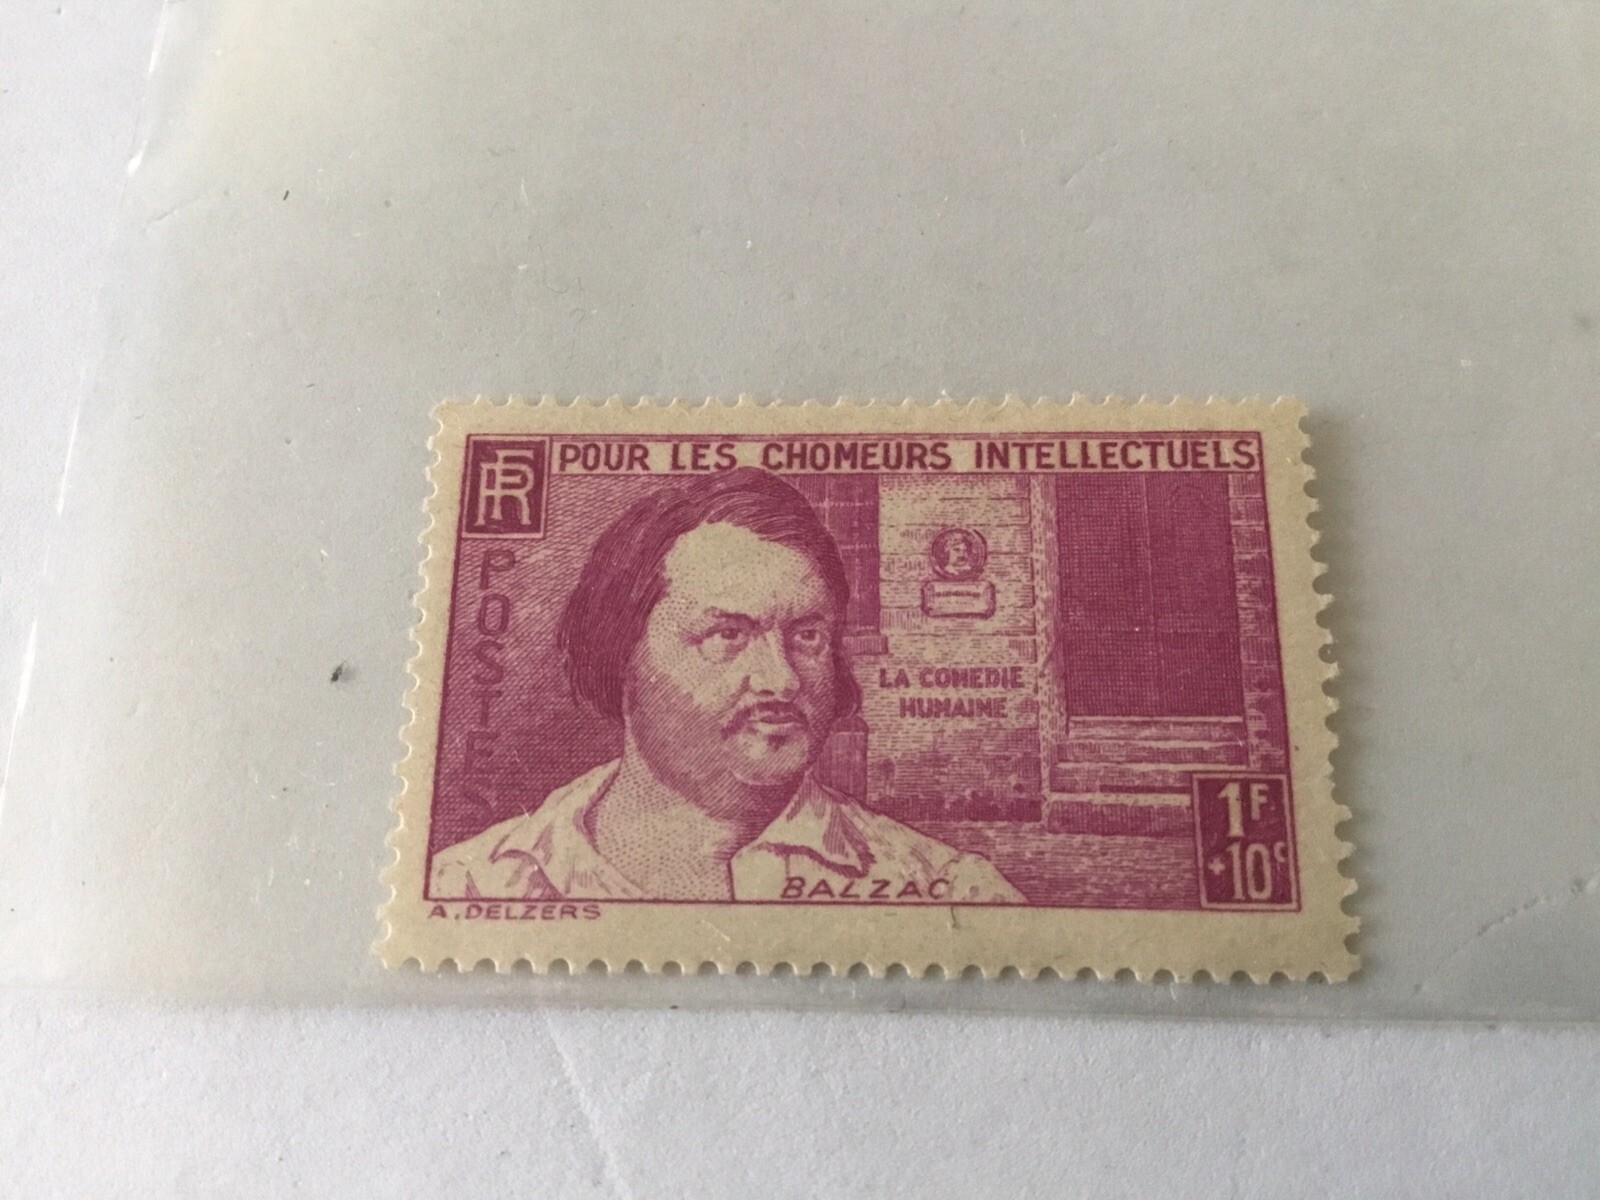 RF
POUR LES CHOMEURS INTELLECTUELS
POSTES
LA COMEDIE
HUMAINE
1F
+10c
BALZAC
A.DELZERS